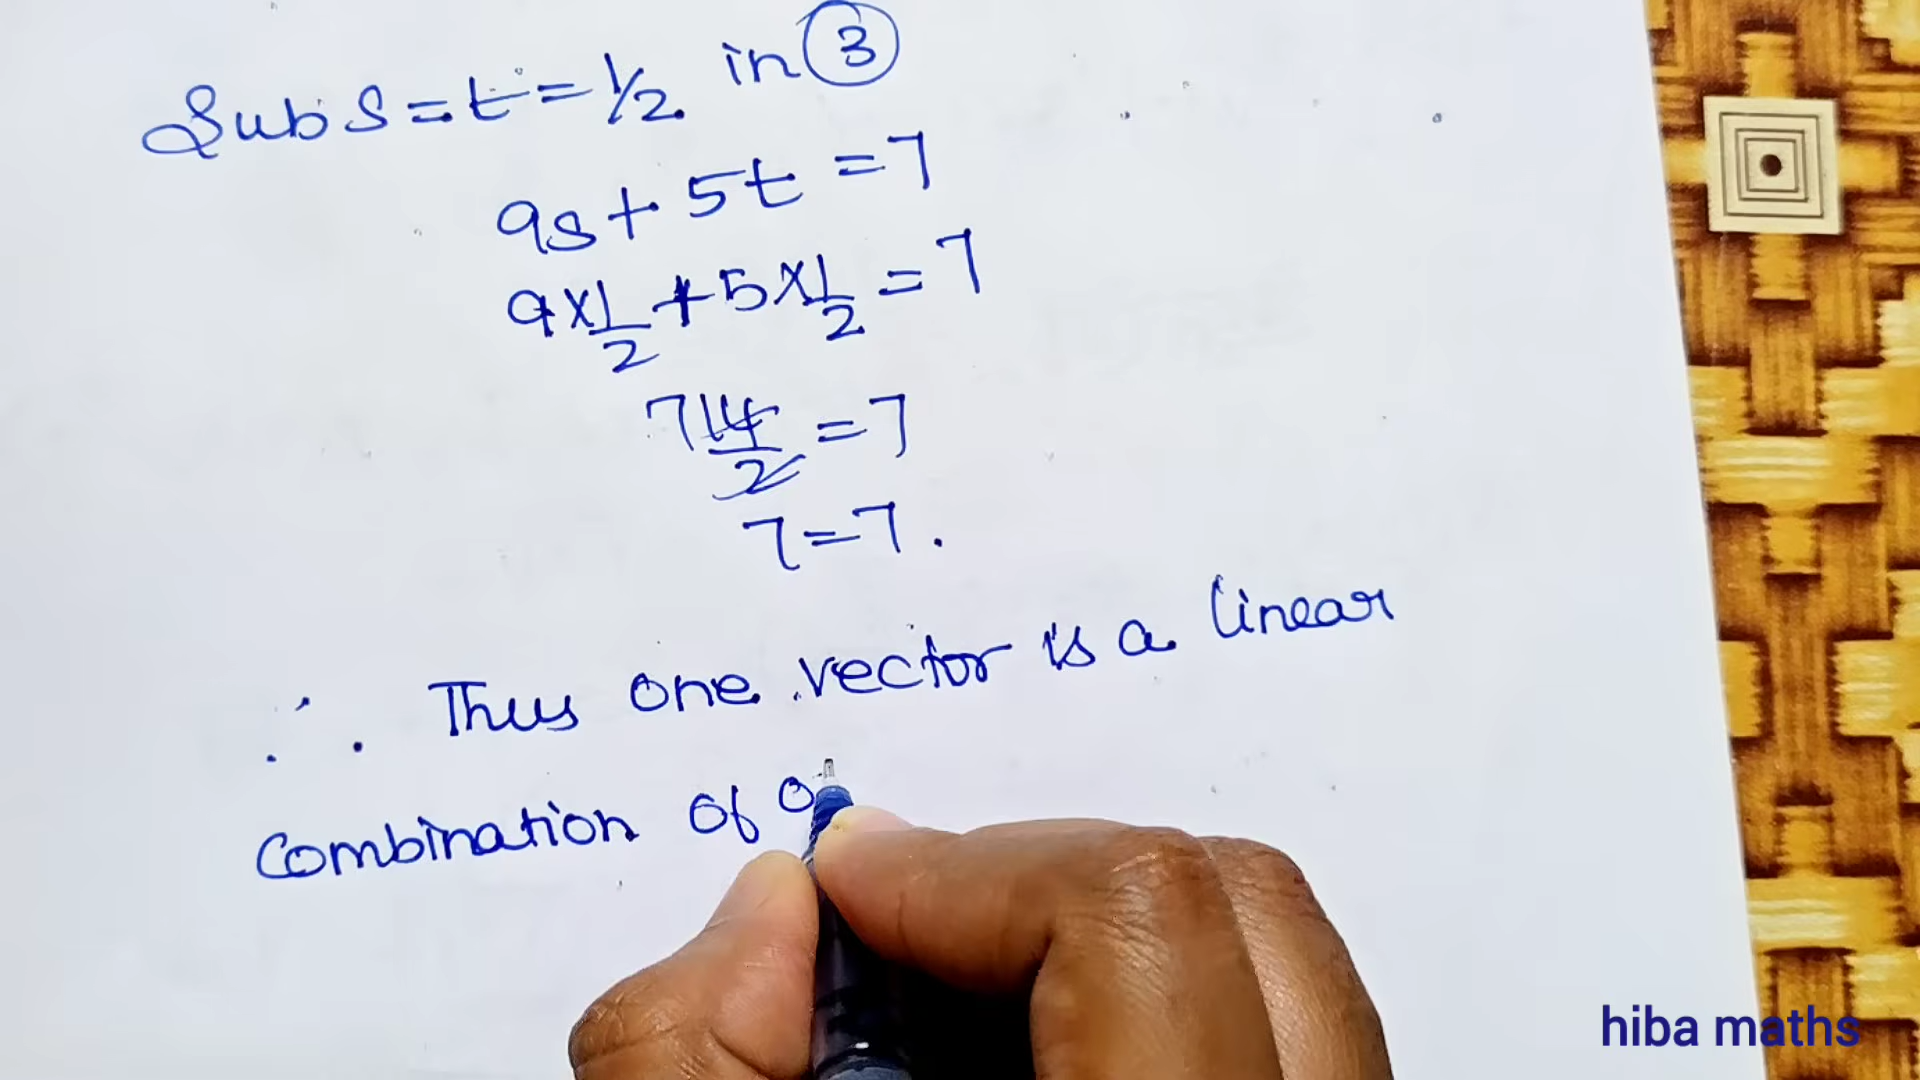 Sub S = t = 1/2 in ③
9s + 5t = 7
9 × 1/2 + 5 × 1/2 = 7
7 14/2 = 7
7 = 7.
∴ Thus one vector is a linear
combination of
hiba maths